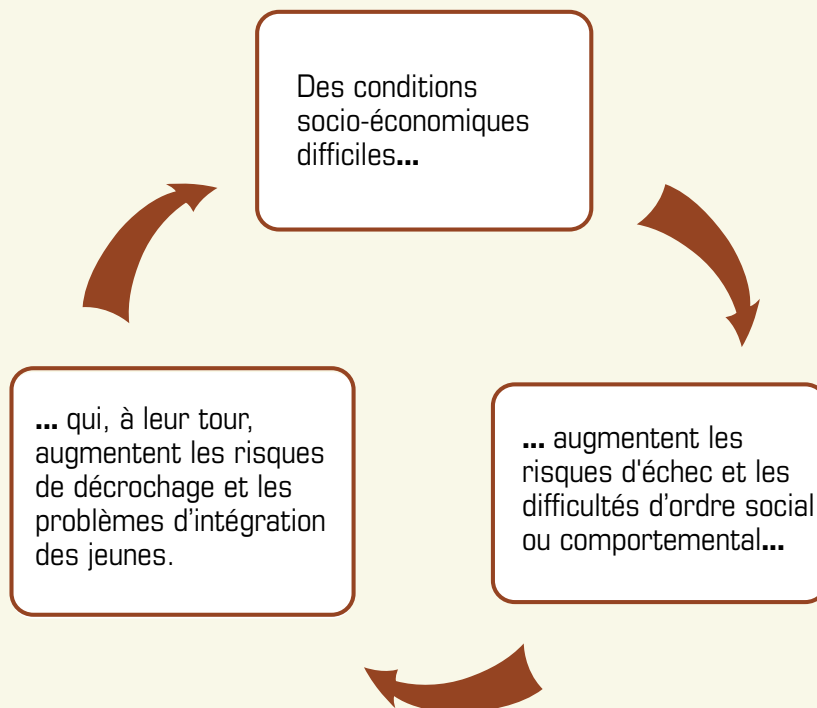 Des conditions
socio-économiques
difficiles...
... augmentent les
risques d'échec et les
difficultés d’ordre social
ou comportemental...
... qui, à leur tour,
augmentent les risques
de décrochage et les
problèmes d’intégration
des jeunes.